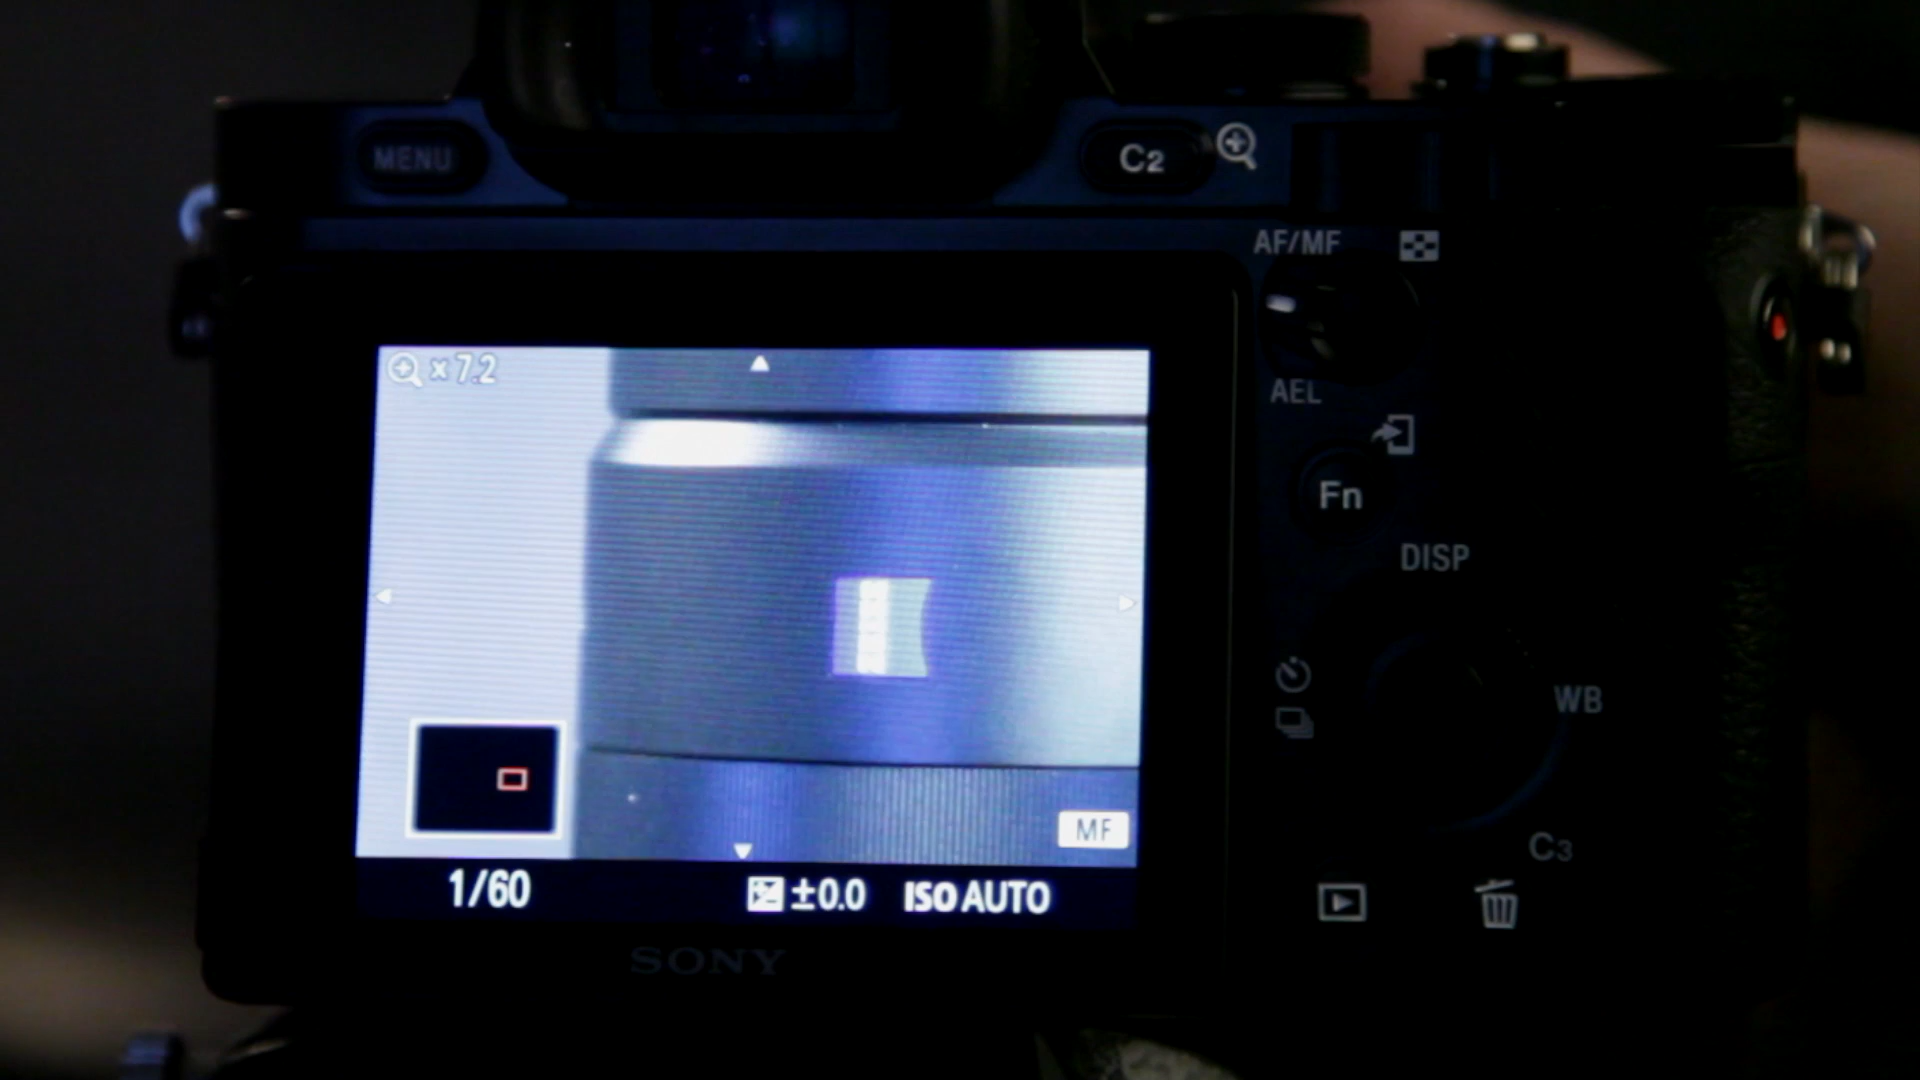 MENU
C2
AF/MF
AEL
× 7.2
Fn
DISP
WB
MF
C3
1/60 ±0.0 ISO AUTO
SONY